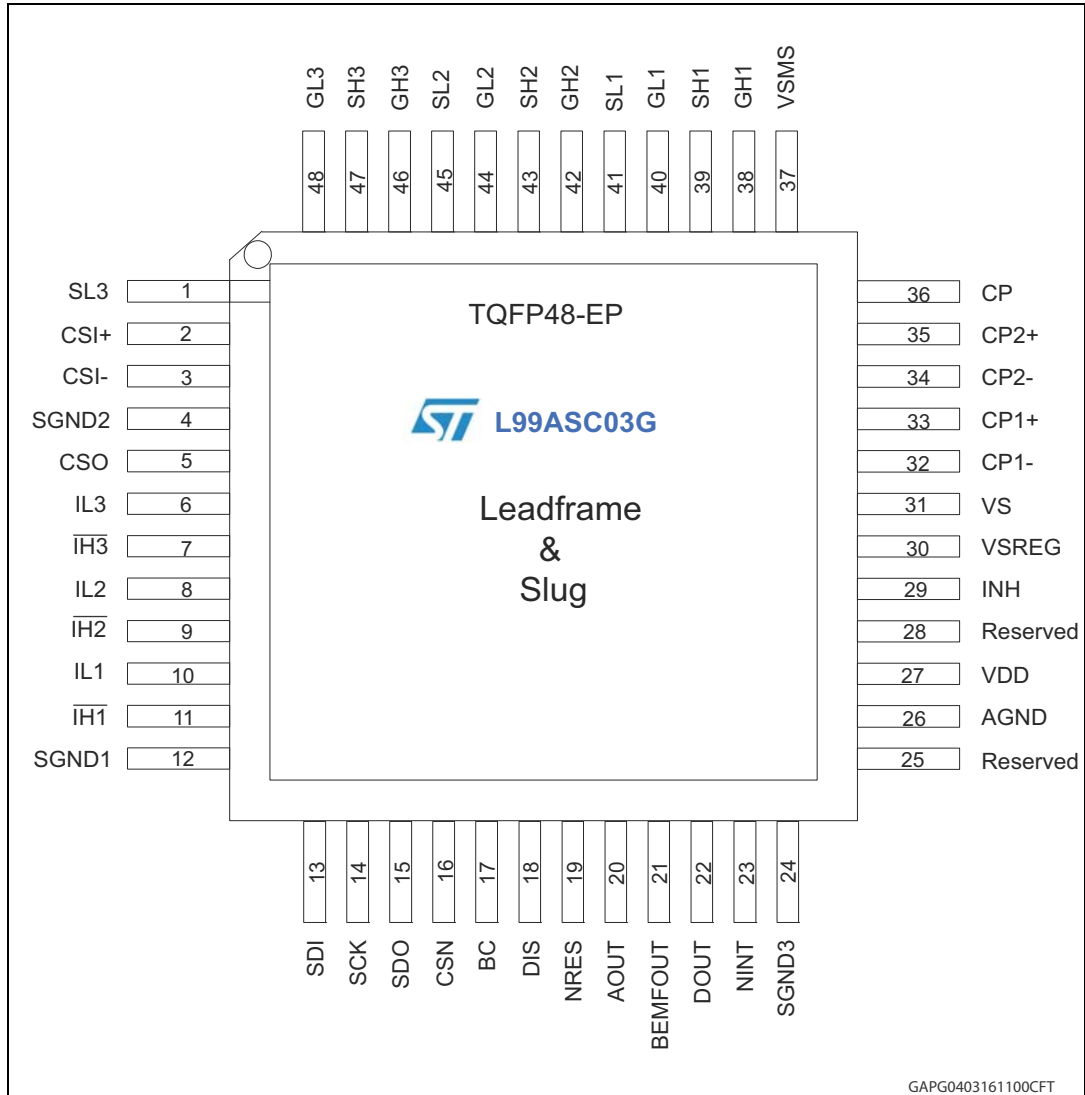 GL3 SH3 GH3 SL2 GL2 SH2 GH2 SL1 GL1 SH1 GH1 VSMS
48 47 46 45 44 43 42 41 40 39 38 37
SL3 1
CSI+ 2
CSI- 3
SGND2 4
CSO 5
IL3 6
I̅H̅3̅ 7
IL2 8
I̅H̅2̅ 9
IL1 10
I̅H̅1̅ 11
SGND1 12
TQFP48-EP
ST L99ASC03G
Leadframe
&
Slug
36 CP
35 CP2+
34 CP2-
33 CP1+
32 CP1-
31 VS
30 VSREG
29 INH
28 Reserved
27 VDD
26 AGND
25 Reserved
13 14 15 16 17 18 19 20 21 22 23 24
SDI SCK SDO CSN BC DIS NRES AOUT BEMFOUT DOUT NINT SGND3
GAPG0403161100CFT